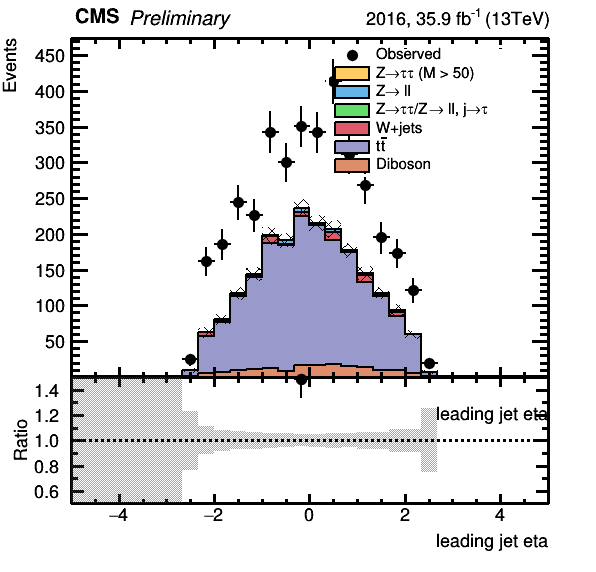 CMS Preliminary 2016, 35.9 fb⁻¹ (13TeV)
Events
450
400
350
300
250
200
150
100
50
Observed
Z→ττ (M > 50)
Z→ ll
Z→ττ/Z→ ll, j→τ
W+jets
tt̄
Diboson
Ratio
1.4
1.2
1.0
0.8
0.6
leading jet eta
−4 −2 0 2 4
leading jet eta